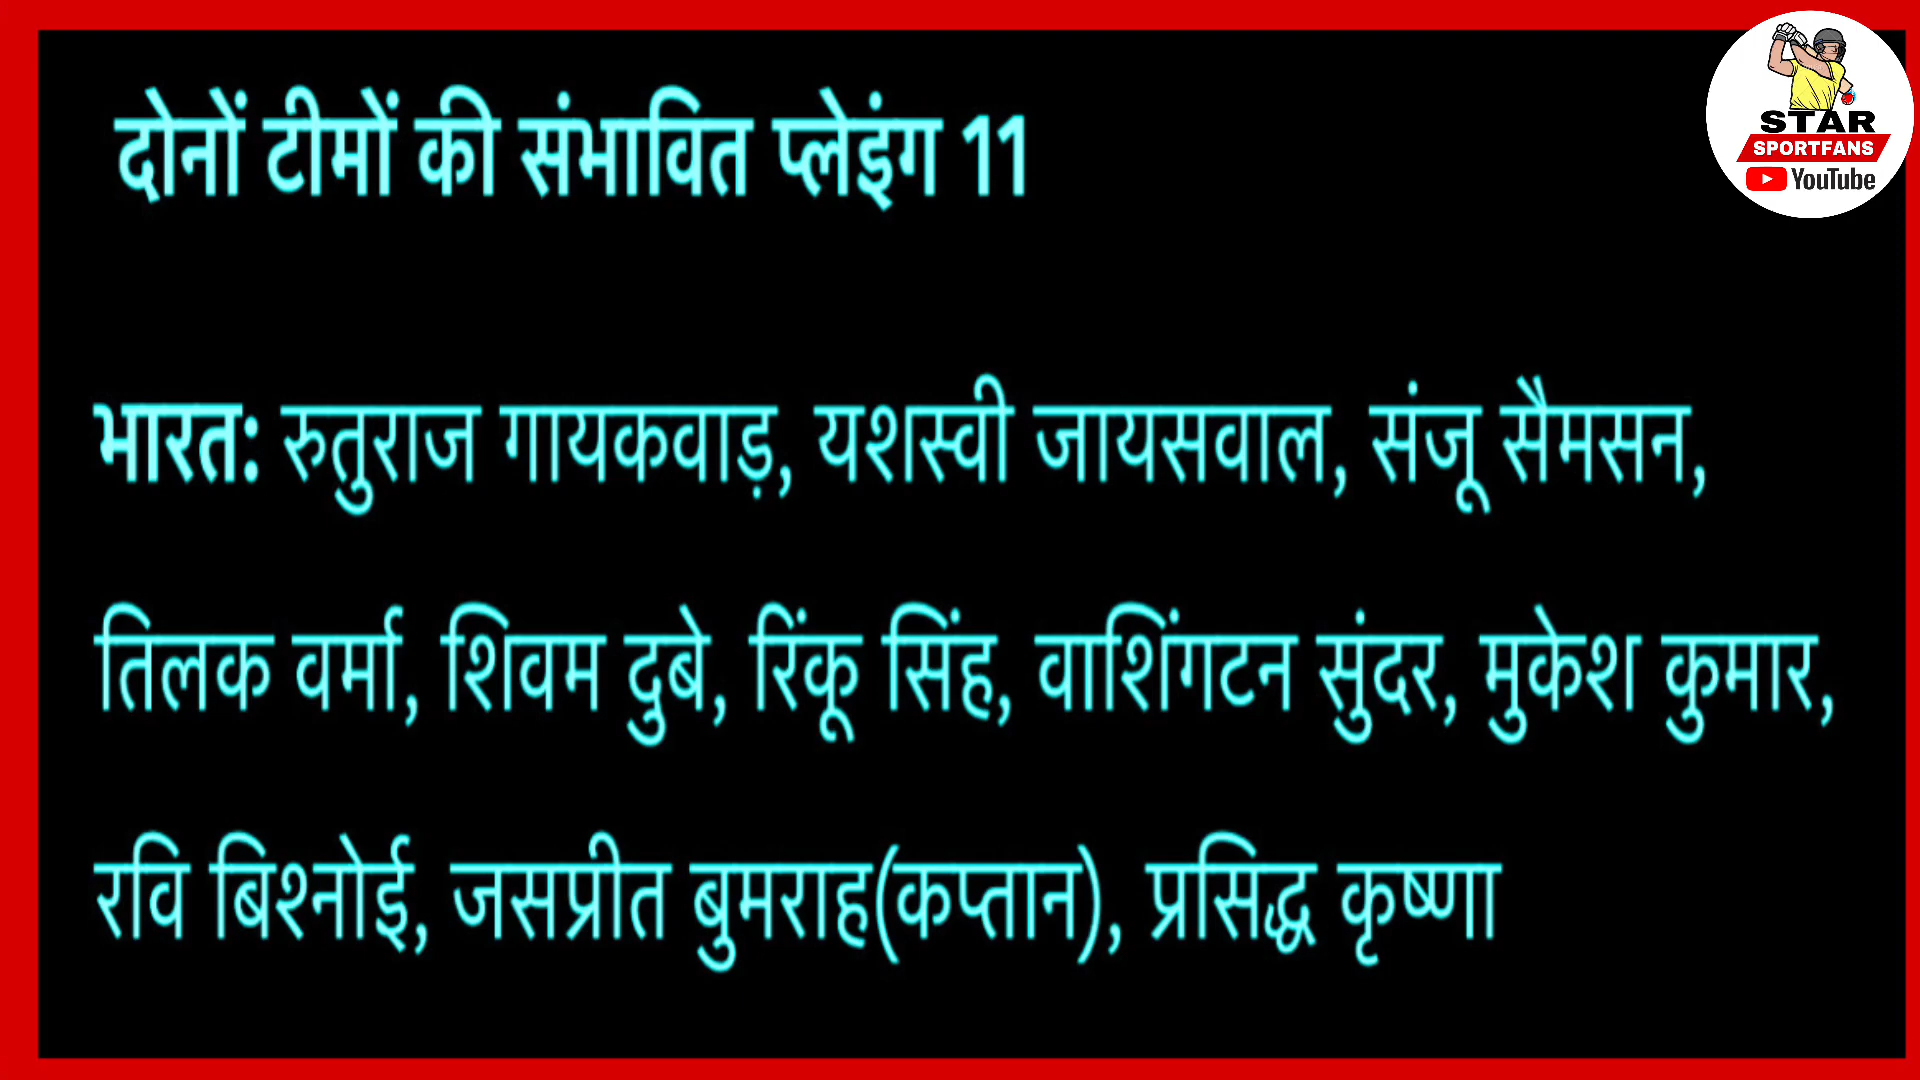 दोनों टीमों की संभावित प्लेइंग 11
STAR
SPORTFANS
YouTube
भारत: रुतुराज गायकवाड़, यशस्वी जायसवाल, संजू सैमसन,
तिलक वर्मा, शिवम दुबे, रिंकू सिंह, वाशिंगटन सुंदर, मुकेश कुमार,
रवि बिश्नोई, जसप्रीत बुमराह(कप्तान), प्रसिद्ध कृष्णा